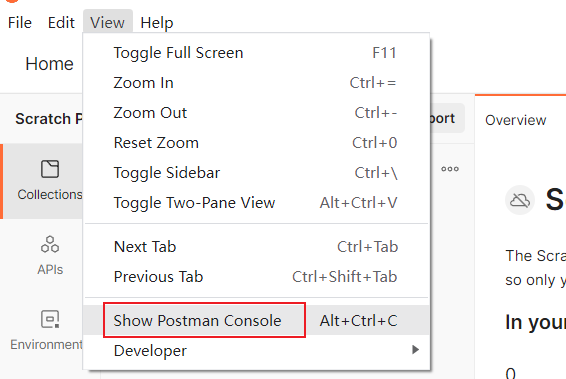 File Edit View Help
Home
Toggle Full Screen F11
Zoom In Ctrl+=
Zoom Out Ctrl+-
Reset Zoom Ctrl+0
Toggle Sidebar Ctrl+\
Toggle Two-Pane View Alt+Ctrl+V
Next Tab Ctrl+Tab
Previous Tab Ctrl+Shift+Tab
Show Postman Console Alt+Ctrl+C
Developer
Scratch P
Collections
APIs
Environment
port
Overview
S
The Scra
so only y
In your
0